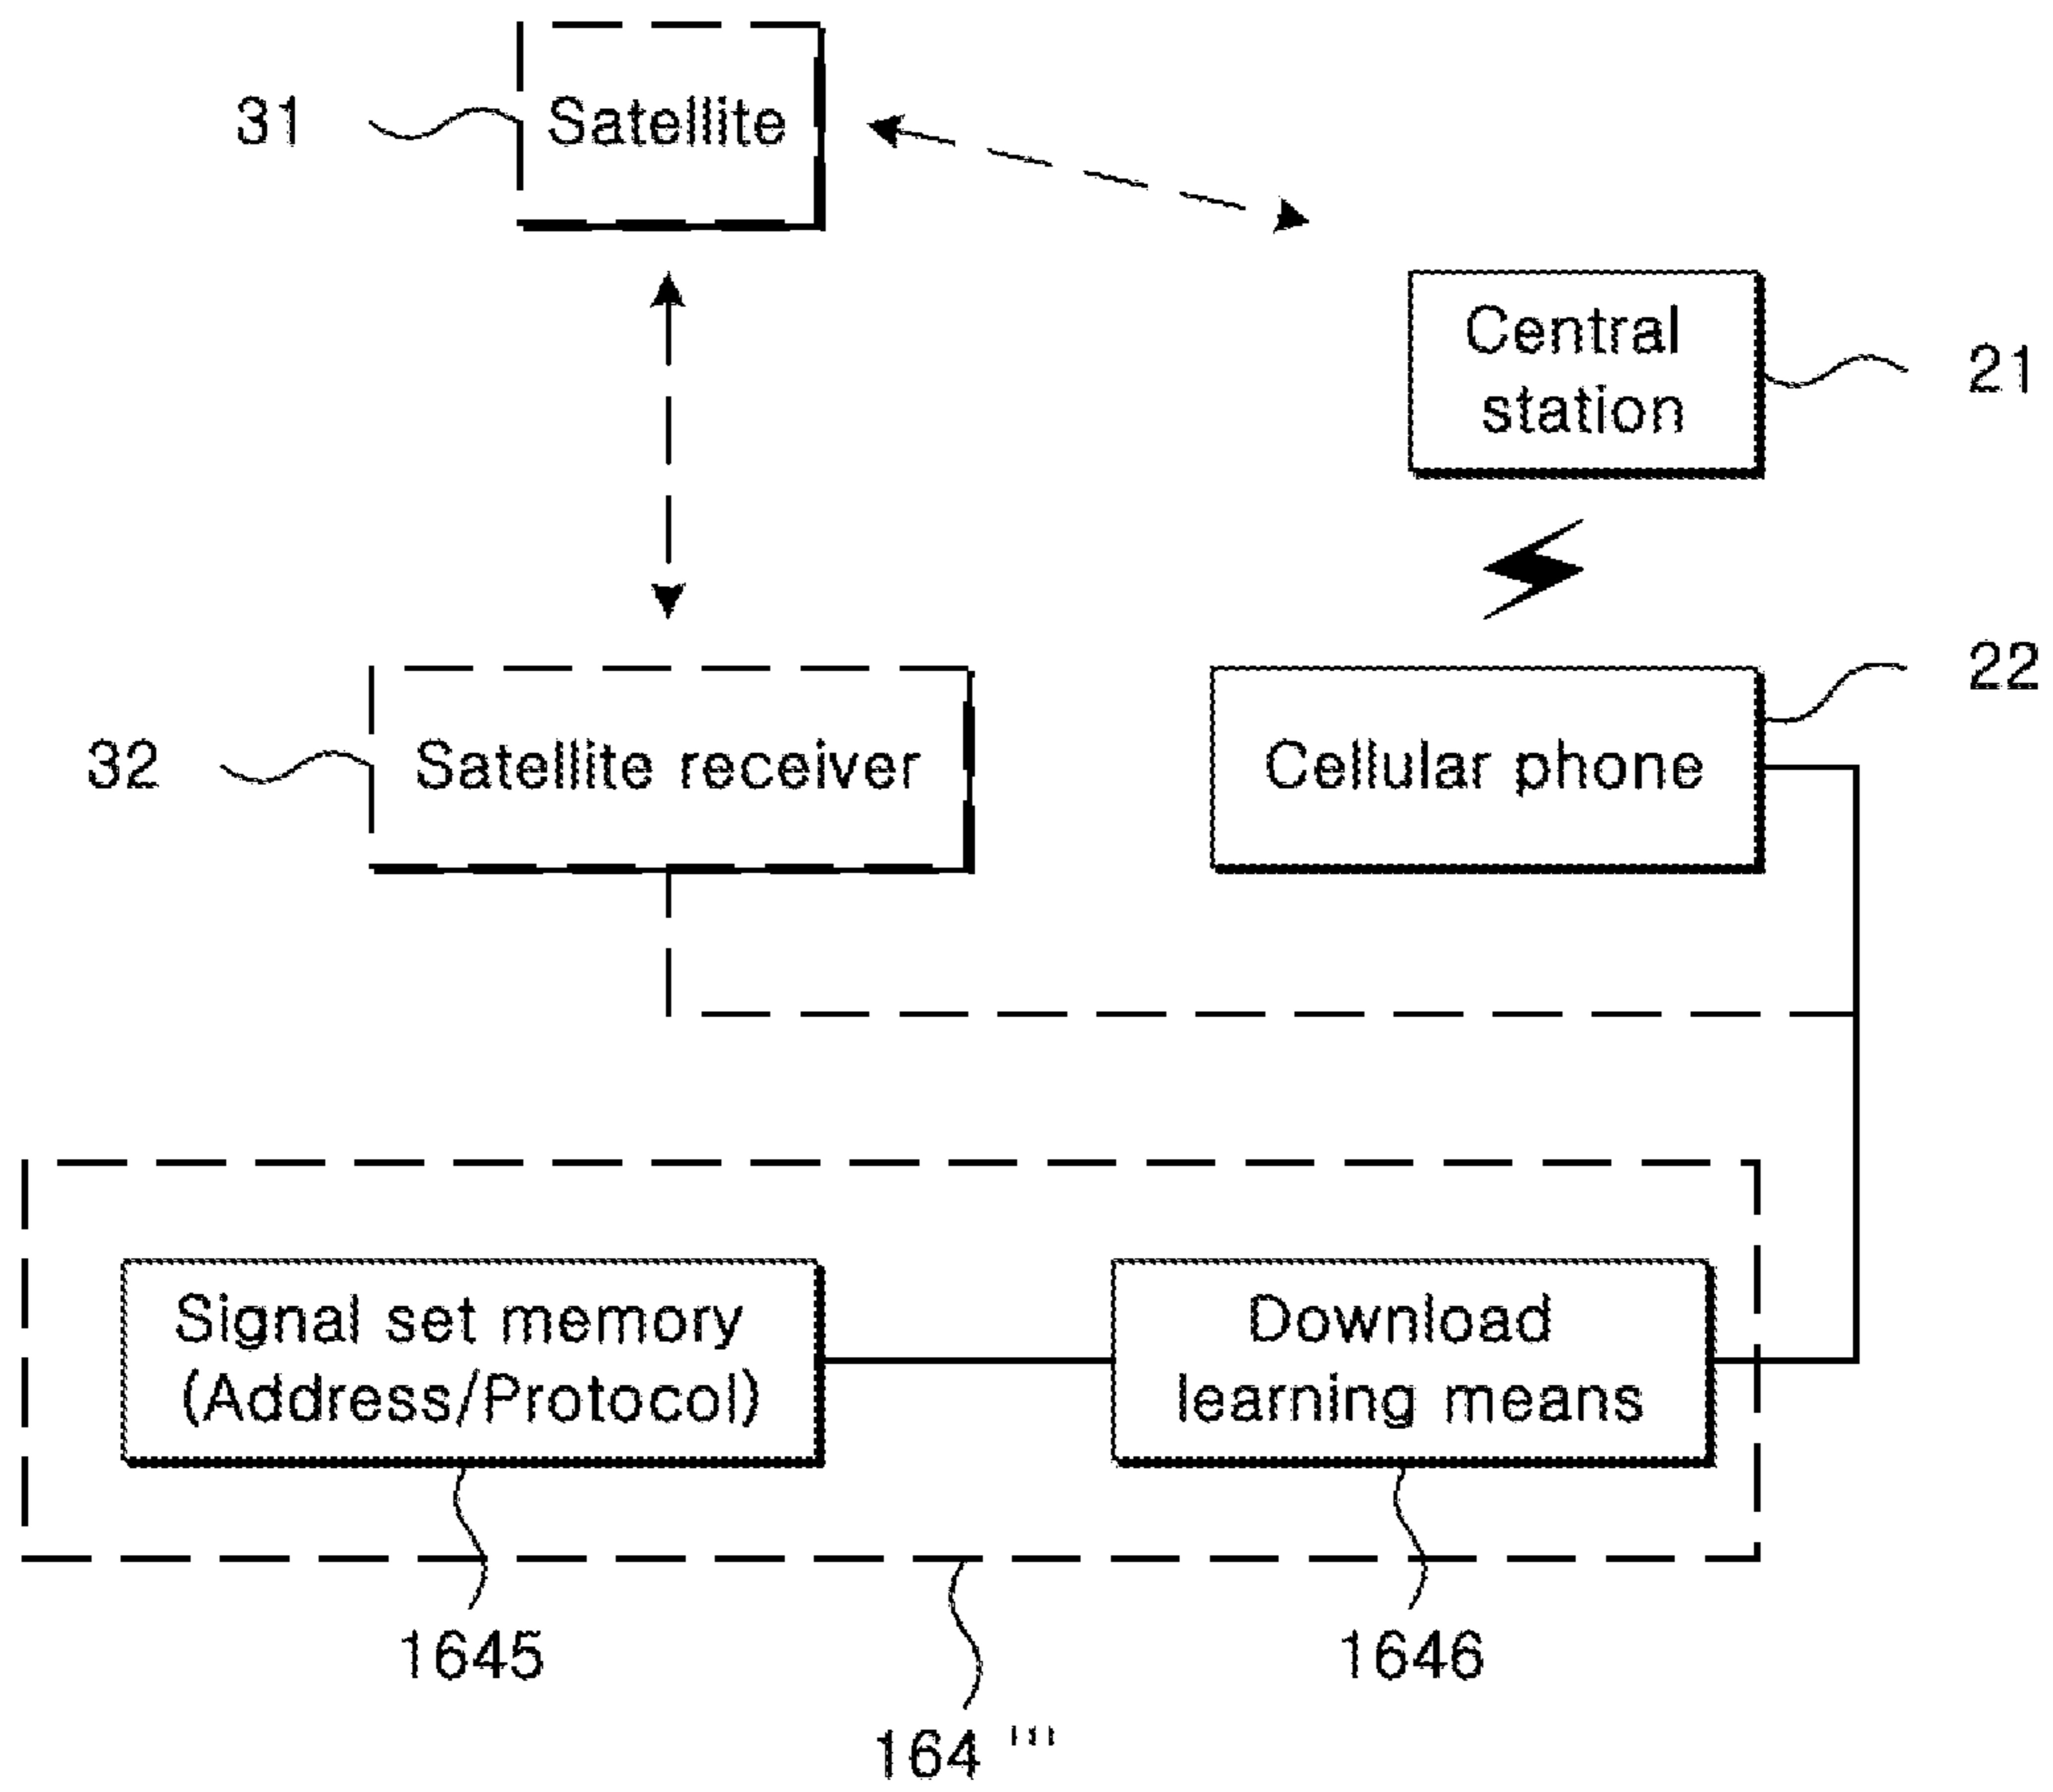 31
Satellite
Central
station
21
22
32
Satellite receiver
Cellular phone
Signal set memory
(Address/Protocol)
Download
learning means
1645
1646
164 '''